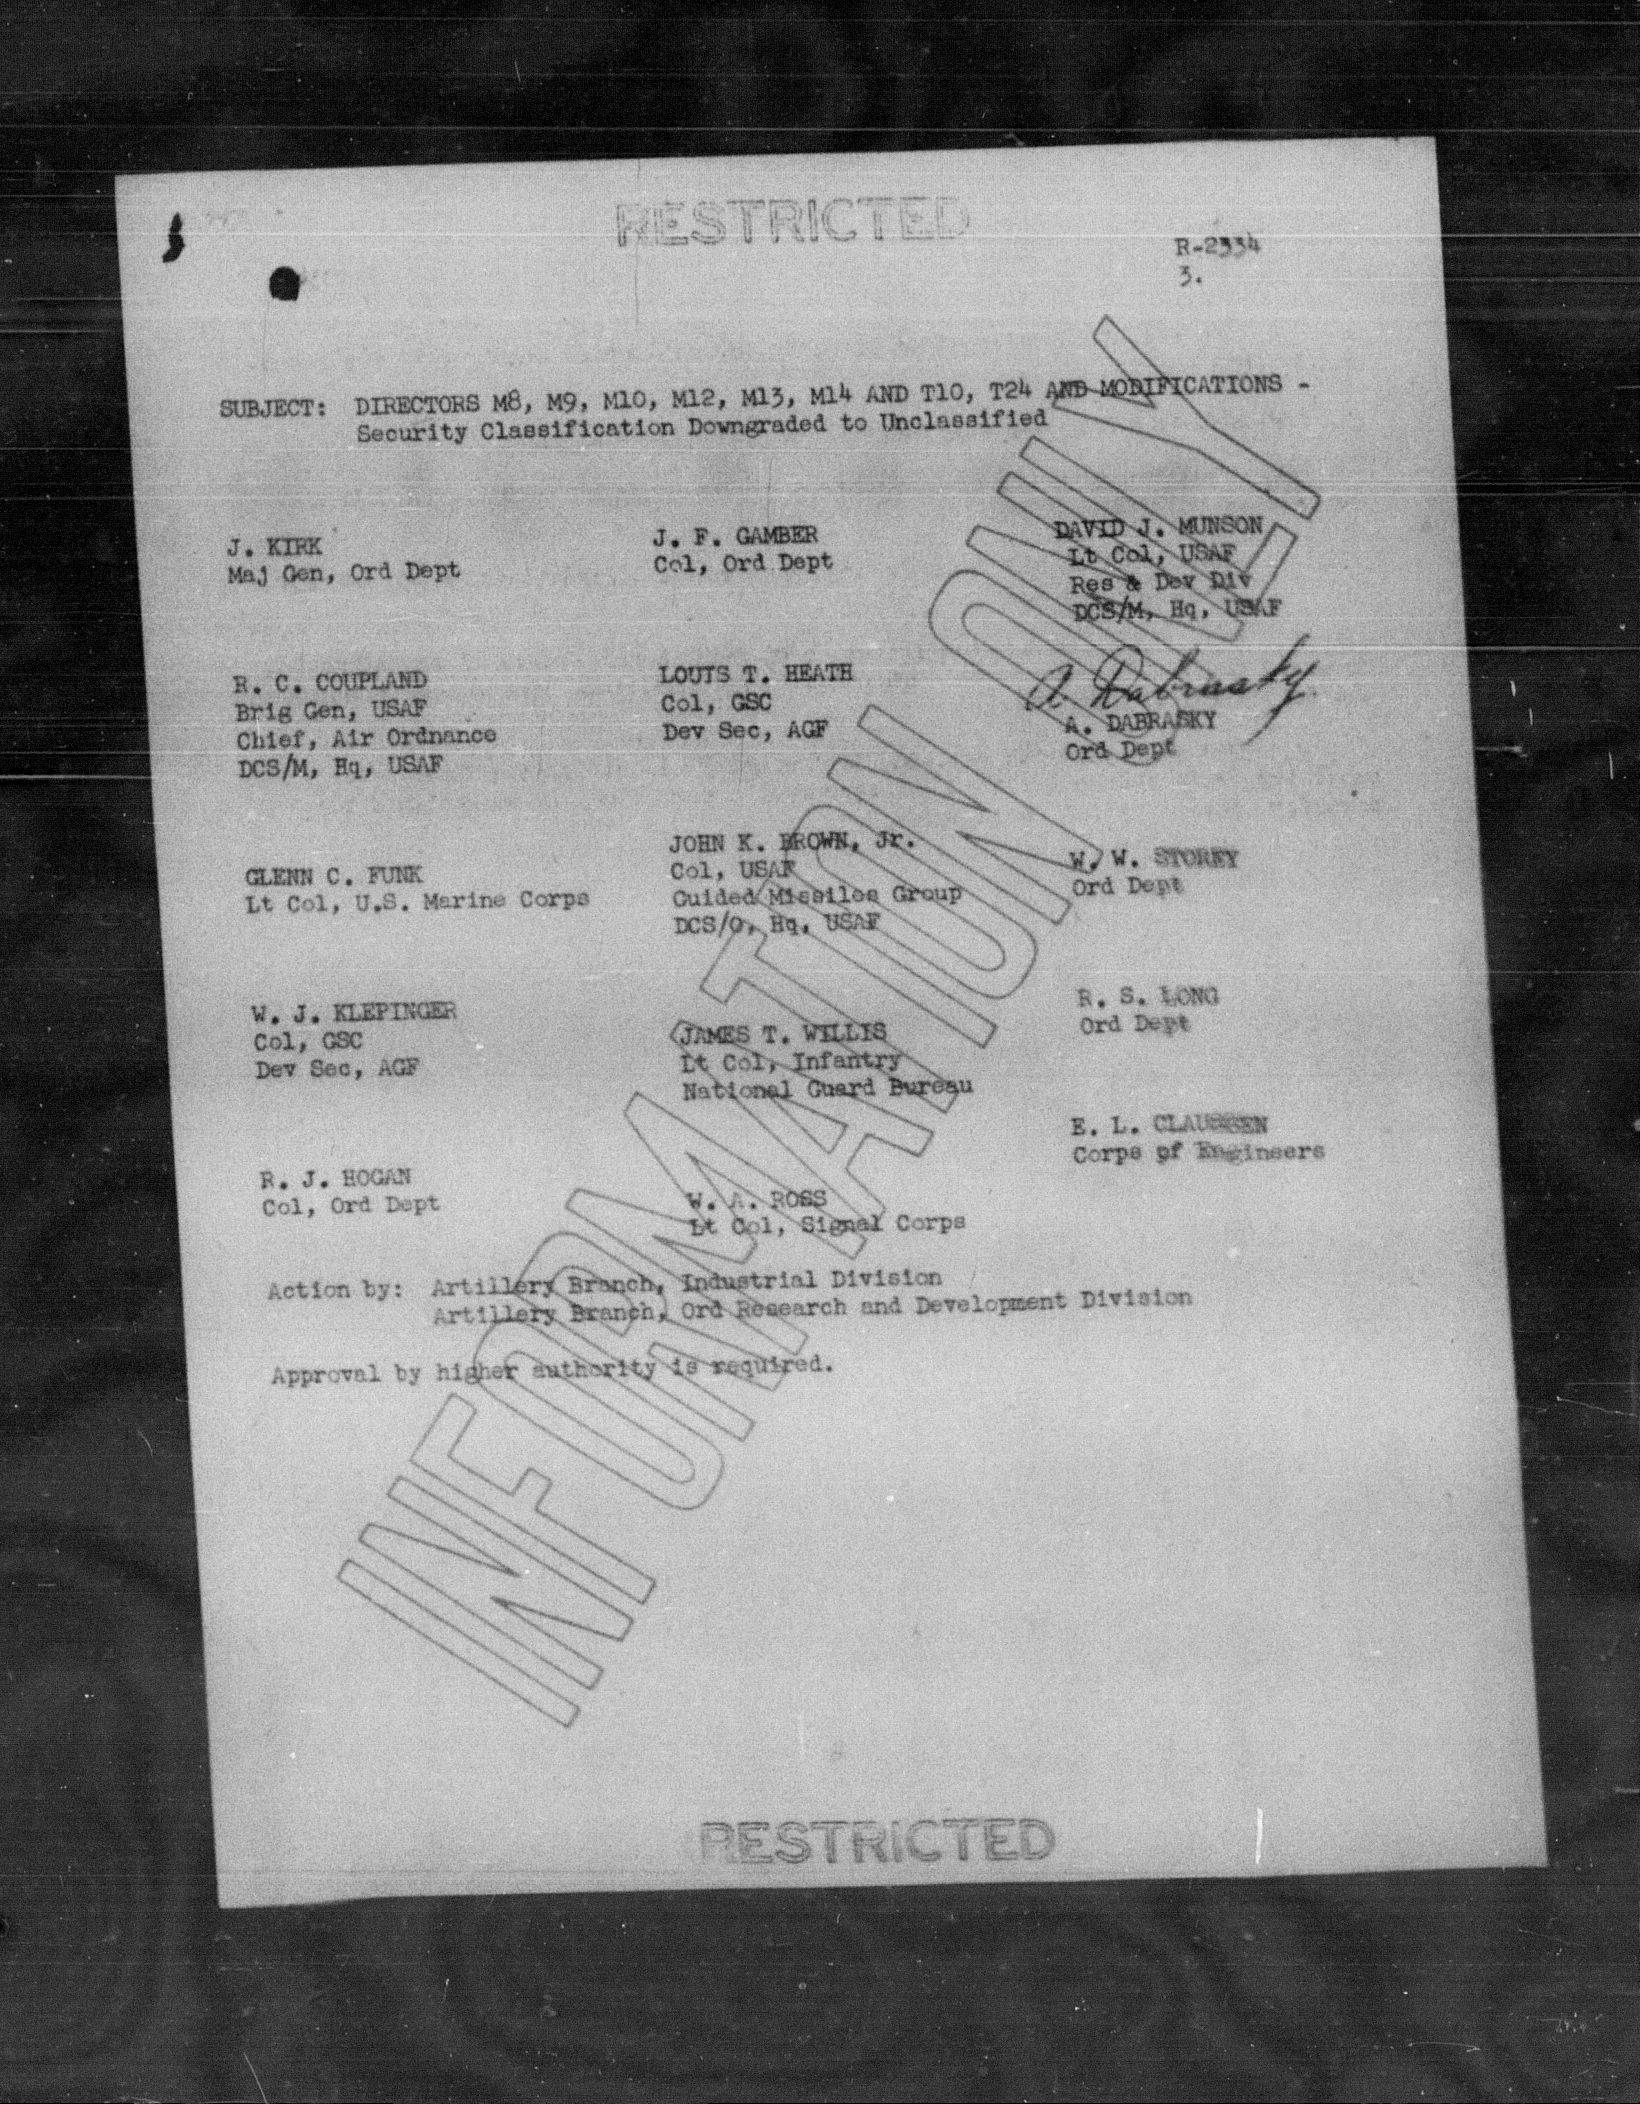 RESTRICTED
R-2334
3.
SUBJECT: DIRECTORS M8, M9, M10, M12, M13, M14 AND T10, T24 AND MODIFICATIONS -
Security Classification Downgraded to Unclassified
J. KIRK
Maj Gen, Ord Dept
R. C. COUPLAND
Brig Gen, USAF
Chief, Air Ordnance
DCS/M, Hq, USAF
GLENN C. FUNK
Lt Col, U.S. Marine Corps
W. J. KLEPINGER
Col, GSC
Dev Sec, AGF
R. J. HOGAN
Col, Ord Dept
J. F. GAMBER
Col, Ord Dept
LOUIS T. HEATH
Col, GSC
Dev Sec, AGF
JOHN K. BROWN, Jr.
Col, USAF
Guided Missiles Group
DCS/O, Hq, USAF
JAMES T. WILLIS
Lt Col, Infantry
National Guard Bureau
W. A. ROSS
Lt Col, Signal Corps
DAVID J. MUNSON
Lt Col, USAF
Res & Dev Div
DCS/M, Hq, USAF
A Dabrasky
A. DABRASKY
Ord Dept
W. W. STOREY
Ord Dept
R. S. LONG
Ord Dept
E. L. CLAUSSEN
Corps of Engineers
Action by: Artillery Branch, Industrial Division
Artillery Branch, Ord Research and Development Division
Approval by higher authority is required.
INFORMATION ONLY
RESTRICTED